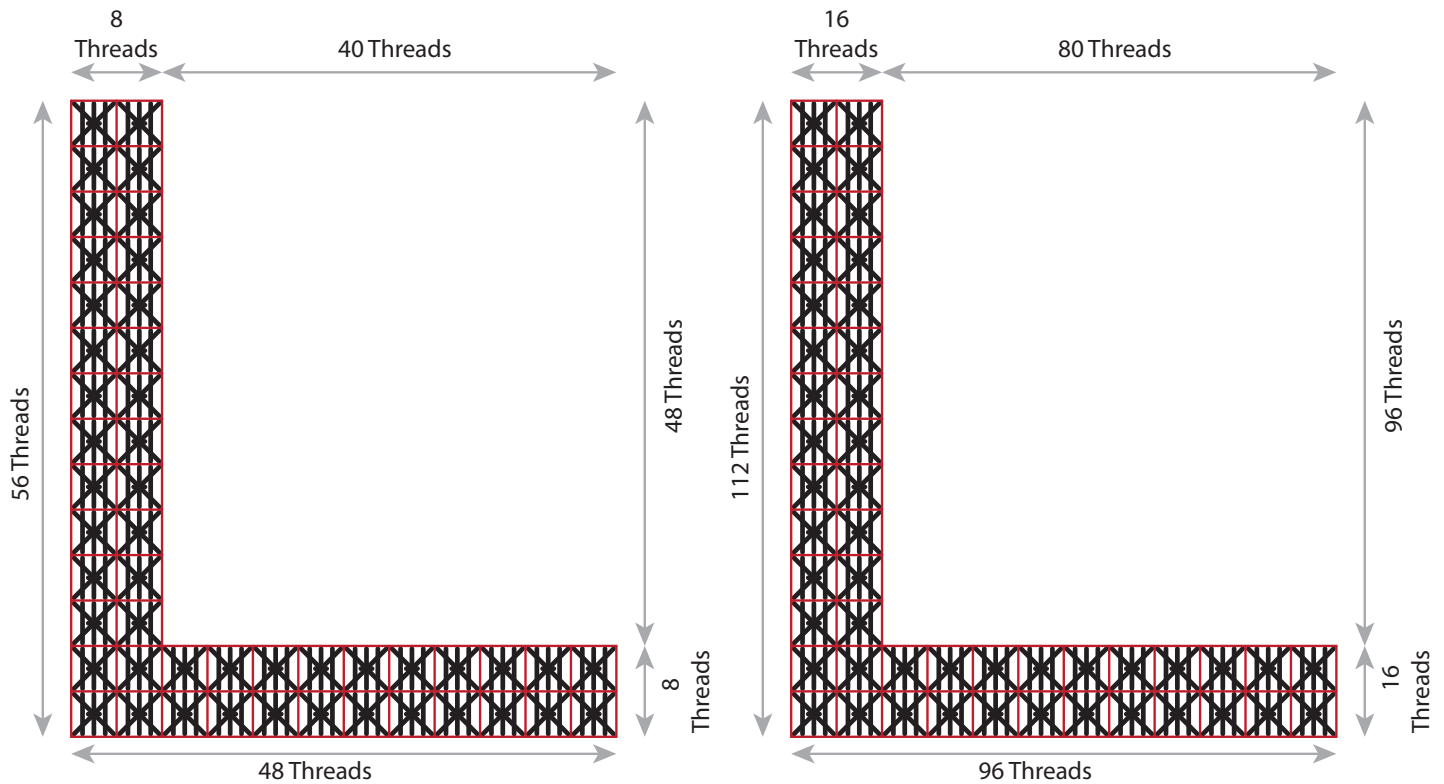 8
Threads
40 Threads
56 Threads
48 Threads
8
Threads
48 Threads
16
Threads
80 Threads
112 Threads
96 Threads
16
Threads
96 Threads